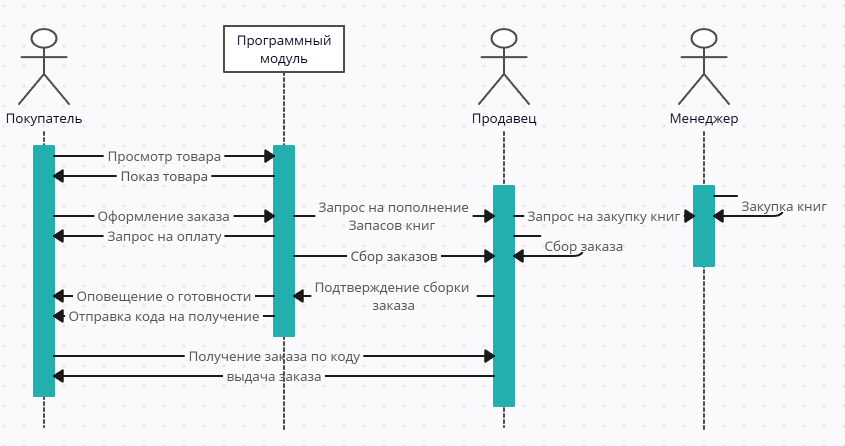 Программный
модуль
Покупатель
Продавец
Менеджер
Просмотр товара
Показ товара
Запрос на пополнение
Запасов книг
Закупка книг
Оформление заказа
Запрос на закупку книг
Запрос на оплату
Сбор заказа
Сбор заказов
Подтверждение сборки
заказа
Оповещение о готовности
Отправка кода на получение
Получение заказа по коду
выдача заказа